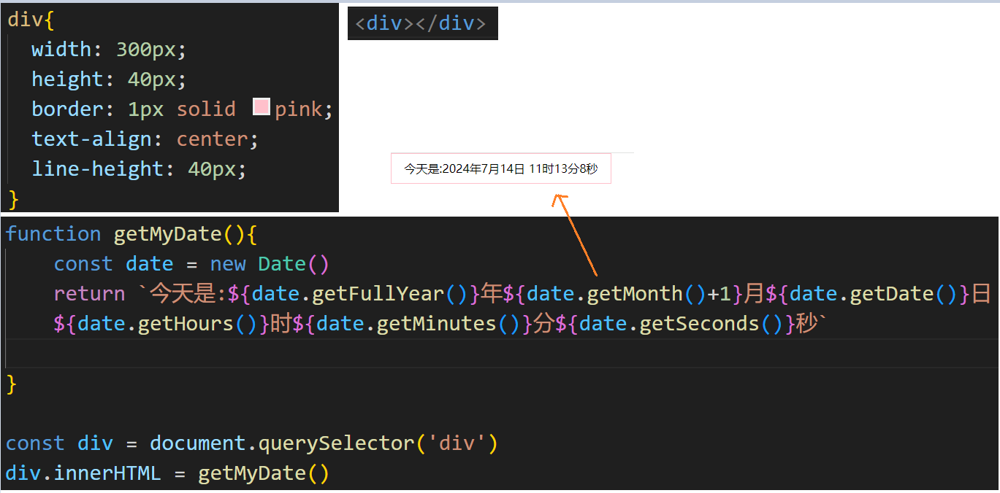 div{
  width: 300px;
  height: 40px;
  border: 1px solid pink;
  text-align: center;
  line-height: 40px;
}
<div></div>
今天是:2024年7月14日 11时13分8秒
function getMyDate(){
    const date = new Date()
    return `今天是:${date.getFullYear()}年${date.getMonth()+1}月${date.getDate()}日
    ${date.getHours()}时${date.getMinutes()}分${date.getSeconds()}秒`
}
const div = document.querySelector('div')
div.innerHTML = getMyDate()